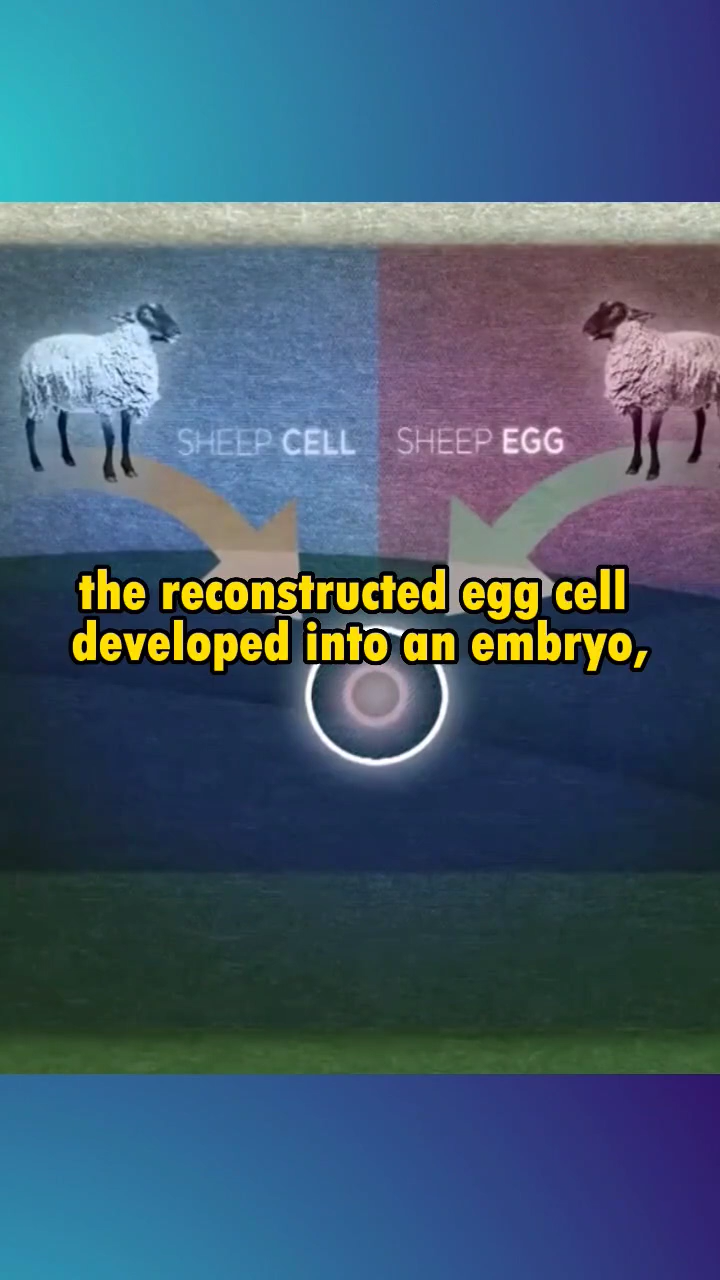 SHEEP CELL
SHEEP EGG
the reconstructed egg cell
developed into an embryo,